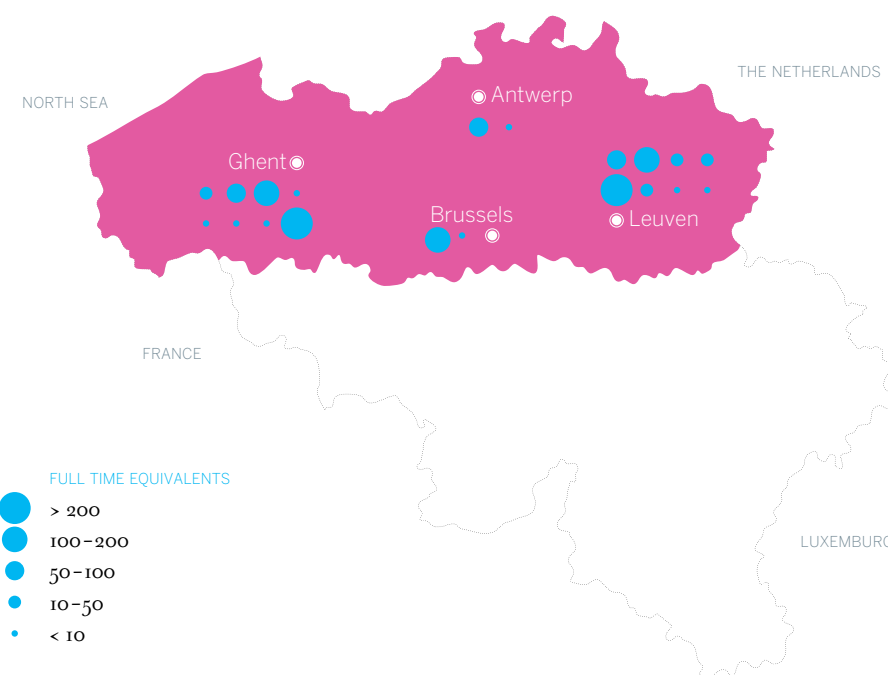 THE NETHERLANDS
NORTH SEA
Antwerp
Ghent
Brussels
Leuven
FRANCE
FULL TIME EQUIVALENTS
> 200
100–200
50–100
10–50
< 10
LUXEMBURG